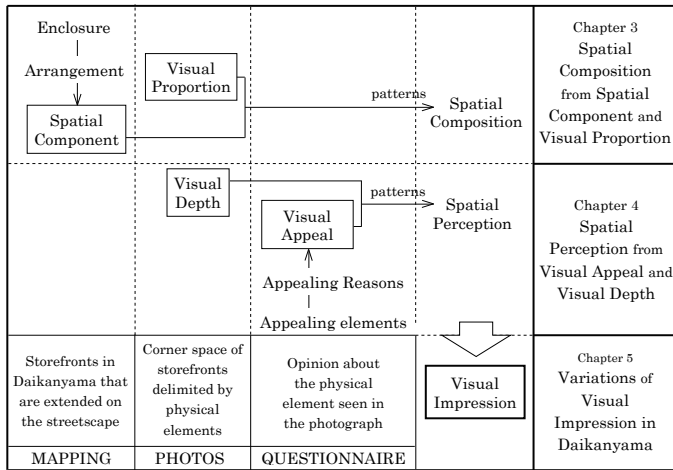 Enclosure
Arrangement
Spatial
Component
Visual
Proportion
patterns
Spatial
Composition
Chapter 3
Spatial
Composition
from Spatial
Component and
Visual Proportion
Visual
Depth
Visual
Appeal
Appealing Reasons
Appealing elements
patterns
Spatial
Perception
Chapter 4
Spatial
Perception from
Visual Appeal and
Visual Depth
Storefronts in
Daikanyama that
are extended on
the streetscape
Corner space of
storefronts
delimited by
physical
elements
Opinion about
the physical
element seen in
the photograph
Visual
Impression
Chapter 5
Variations of
Visual
Impression in
Daikanyama
MAPPING
PHOTOS
QUESTIONNAIRE